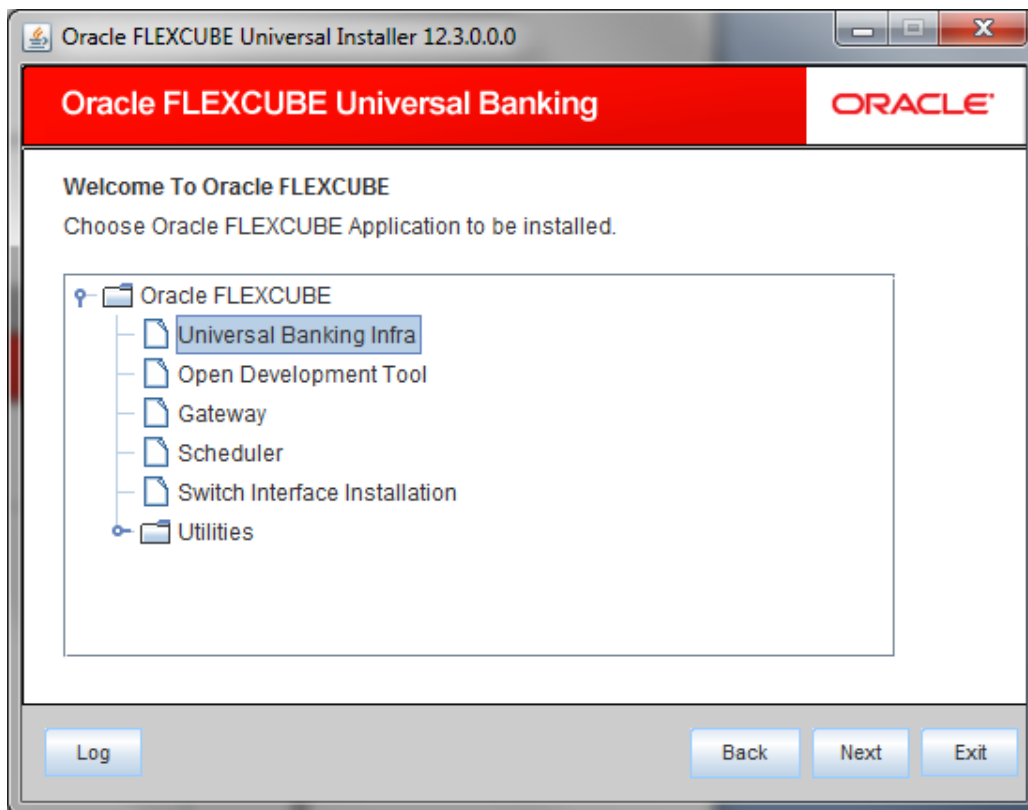 Oracle FLEXCUBE Universal Installer 12.3.0.0.0
Oracle FLEXCUBE Universal Banking
ORACLE
Welcome To Oracle FLEXCUBE
Choose Oracle FLEXCUBE Application to be installed.
Oracle FLEXCUBE
Universal Banking Infra
Open Development Tool
Gateway
Scheduler
Switch Interface Installation
Utilities
Log
Back
Next
Exit